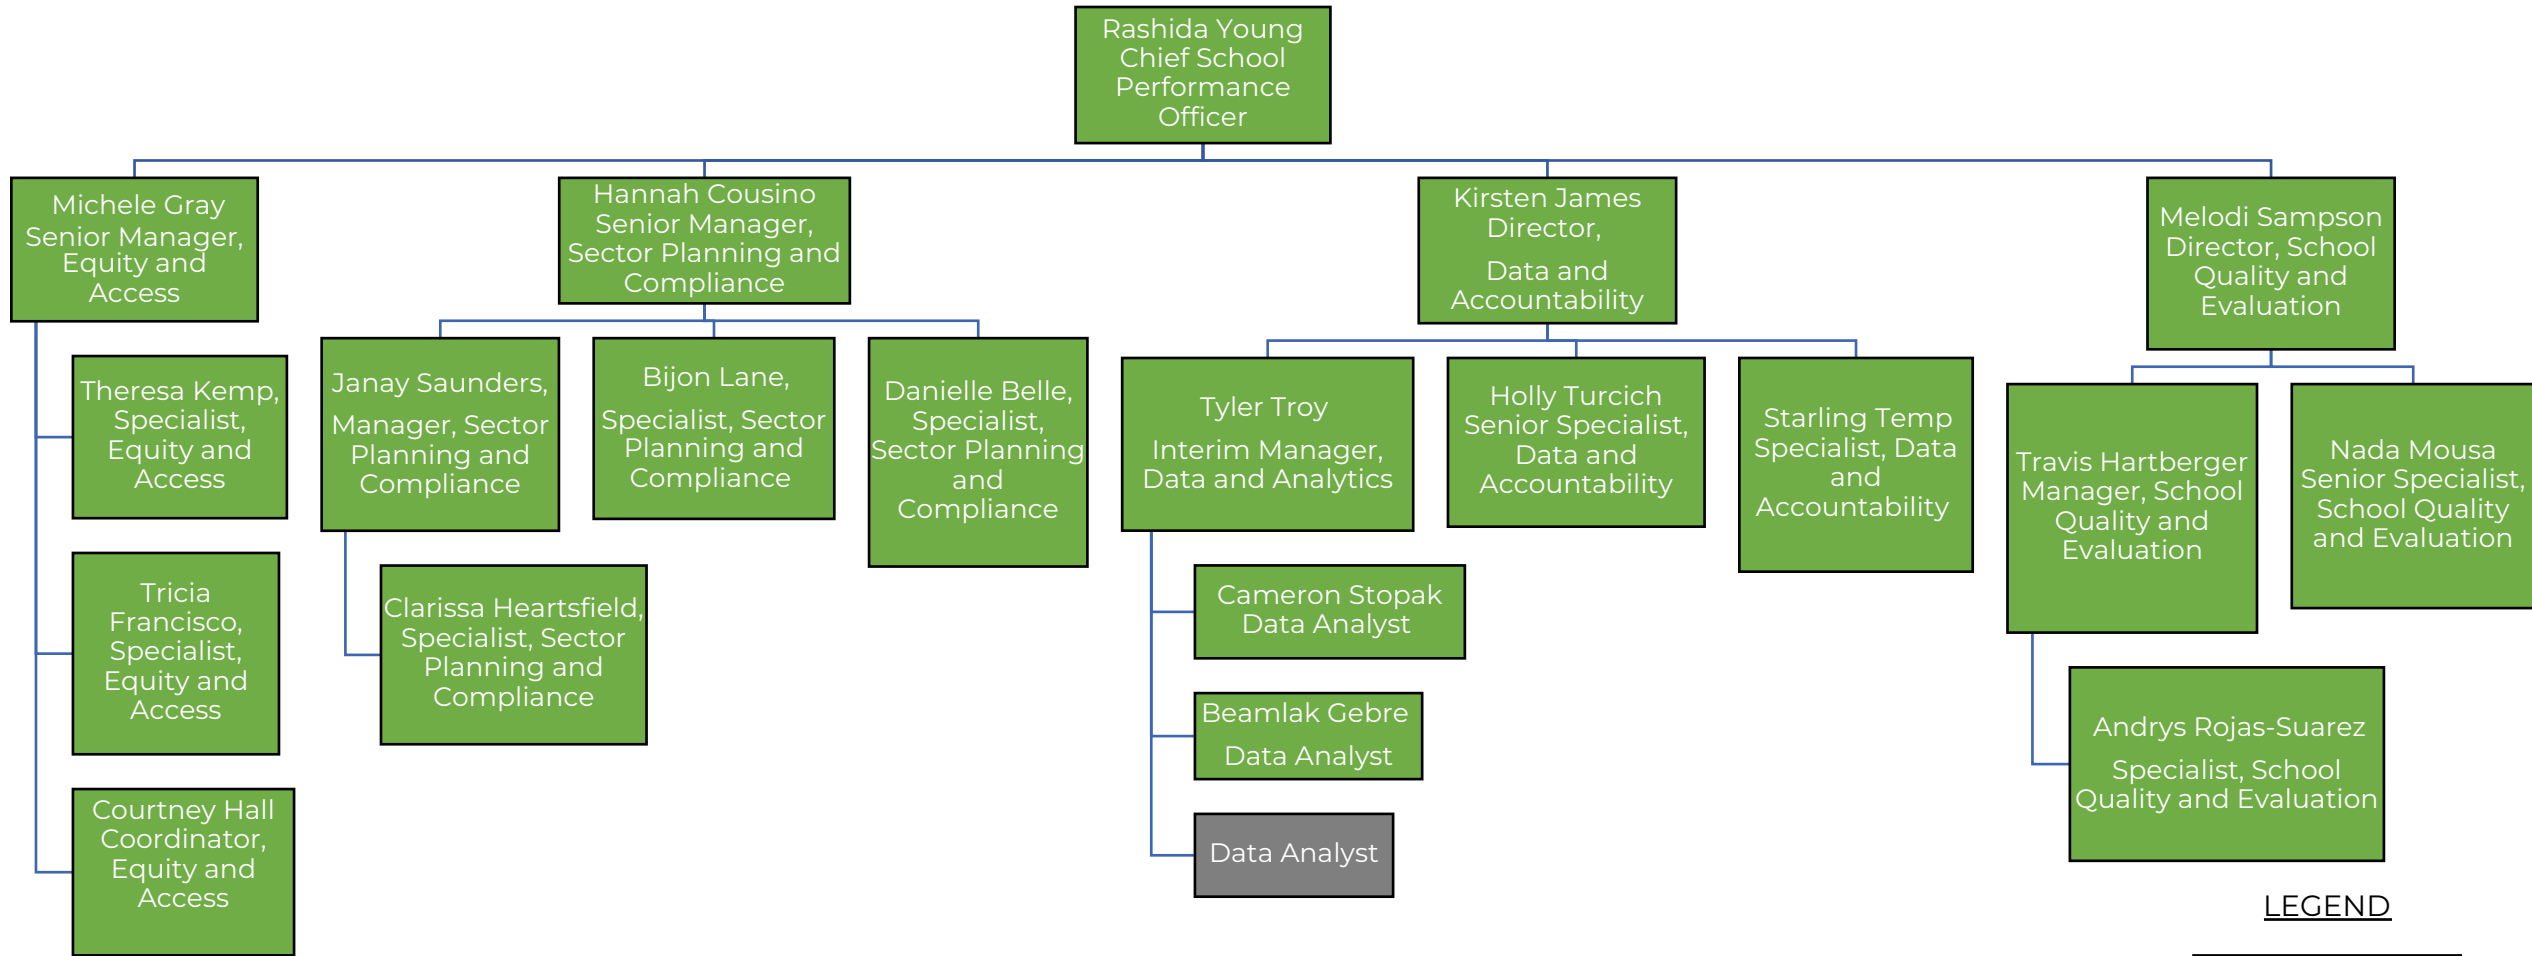 Rashida Young
Chief School
Performance
Officer
Michele Gray
Senior Manager,
Equity and
Access
Hannah Cousino
Senior Manager,
Sector Planning and
Compliance
Kirsten James
Director,
Data and
Accountability
Melodi Sampson
Director, School
Quality and
Evaluation
Theresa Kemp,
Specialist,
Equity and
Access
Tricia
Francisco,
Specialist,
Equity and
Access
Courtney Hall
Coordinator,
Equity and
Access
Janay Saunders,
Manager, Sector
Planning and
Compliance
Clarissa Heartsfield,
Specialist, Sector
Planning and
Compliance
Bijon Lane,
Specialist, Sector
Planning and
Compliance
Danielle Belle,
Specialist,
Sector Planning
and
Compliance
Tyler Troy
Interim Manager,
Data and Analytics
Cameron Stopak
Data Analyst
Beamlak Gebre
Data Analyst
Data Analyst
Holly Turcich
Senior Specialist,
Data and
Accountability
Starling Temp
Specialist, Data
and
Accountability
Travis Hartberger
Manager, School
Quality and
Evaluation
Andrys Rojas-Suarez
Specialist, School
Quality and Evaluation
Nada Mousa
Senior Specialist,
School Quality
and Evaluation
LEGEND